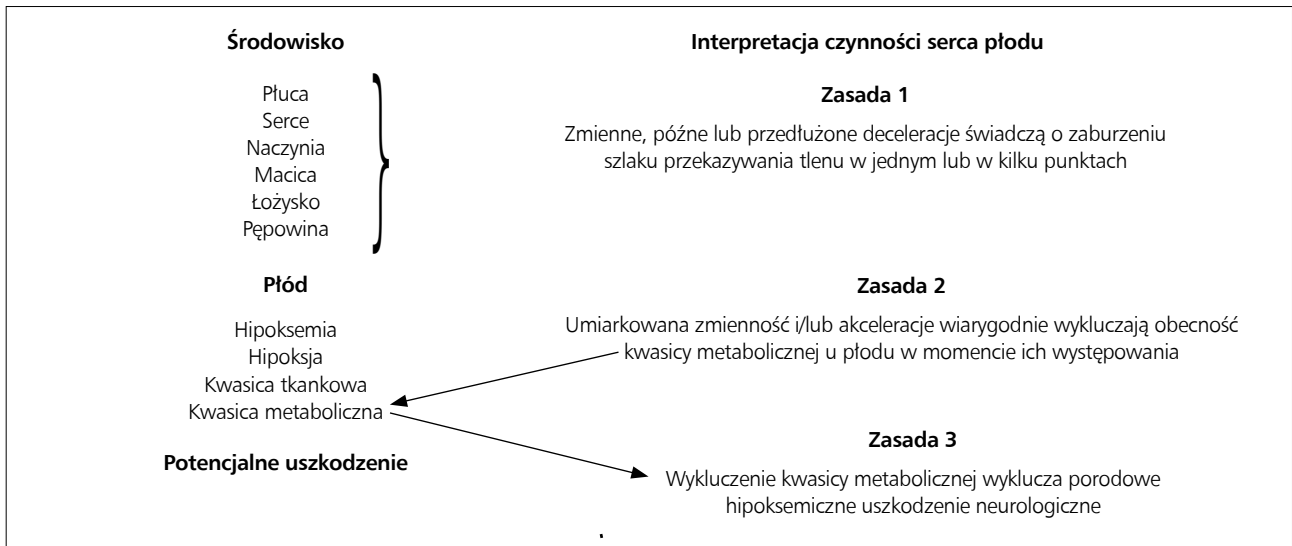 Środowisko
Płuca
Serce
Naczynia
Macica
Łożysko
Pępowina
Płód
Hipoksemia
Hipoksja
Kwasica tkankowa
Kwasica metaboliczna
Potencjalne uszkodzenie
Interpretacja czynności serca płodu
Zasada 1
Zmienne, późne lub przedłużone deceleracje świadczą o zaburzeniu
szlaku przekazywania tlenu w jednym lub w kilku punktach
Zasada 2
Umiarkowana zmienność i/lub akceleracje wiarygodnie wykluczają obecność
kwasicy metabolicznej u płodu w momencie ich występowania
Zasada 3
Wykluczenie kwasicy metabolicznej wyklucza porodowe
hipoksemiczne uszkodzenie neurologiczne